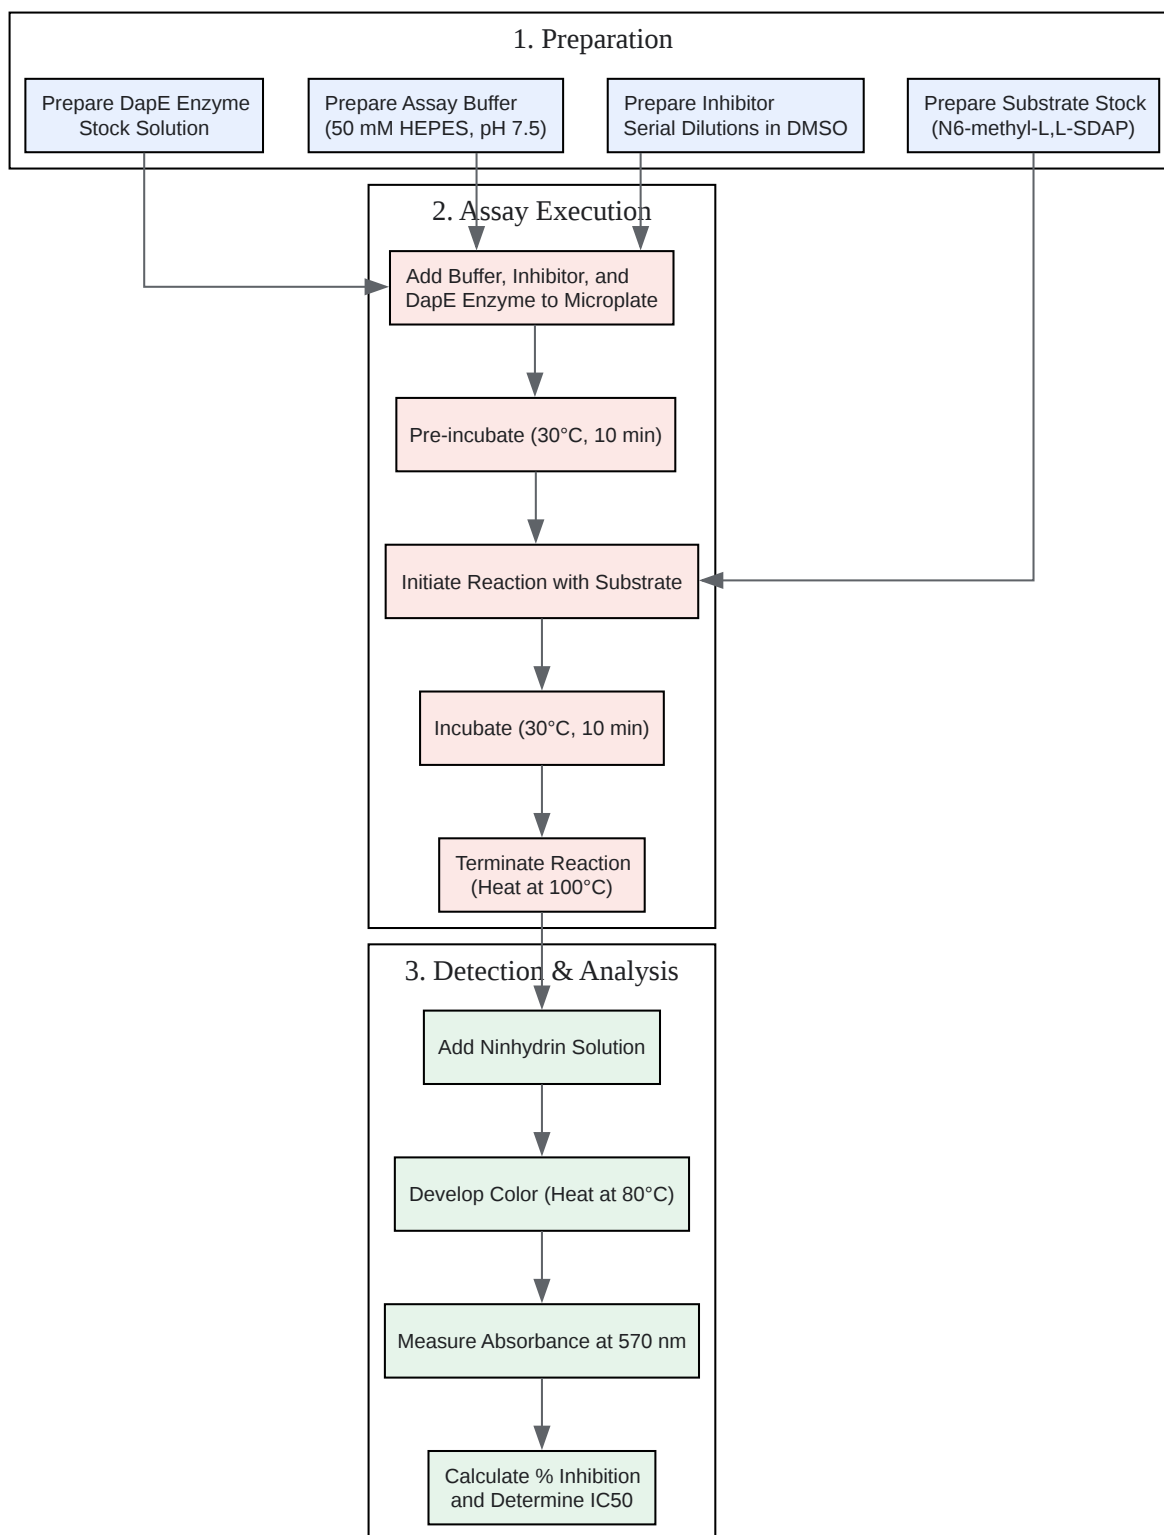 1. Preparation
Prepare DapE Enzyme
Stock Solution
Prepare Assay Buffer
(50 mM HEPES, pH 7.5)
Prepare Inhibitor
Serial Dilutions in DMSO
Prepare Substrate Stock
(N6-methyl-L,L-SDAP)
2. Assay Execution
Add Buffer, Inhibitor, and
DapE Enzyme to Microplate
Pre-incubate (30°C, 10 min)
Initiate Reaction with Substrate
Incubate (30°C, 10 min)
Terminate Reaction
(Heat at 100°C)
3. Detection & Analysis
Add Ninhydrin Solution
Develop Color (Heat at 80°C)
Measure Absorbance at 570 nm
Calculate % Inhibition
and Determine IC50